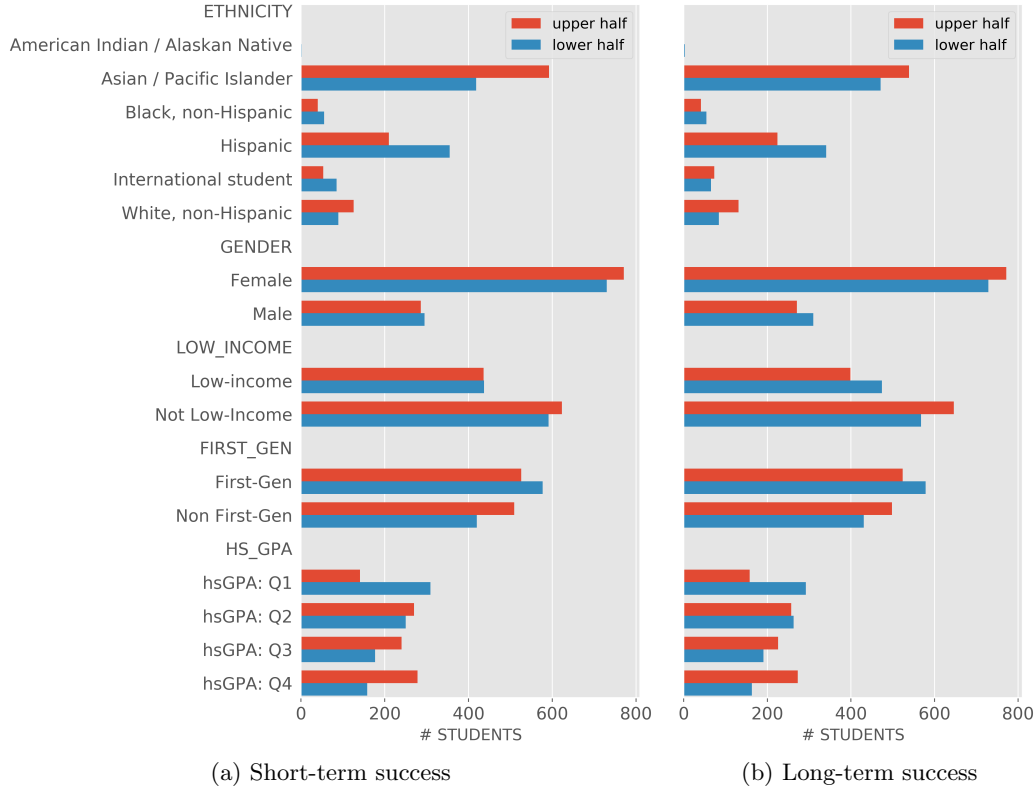 ETHNICITY
American Indian / Alaskan Native
Asian / Pacific Islander
Black, non-Hispanic
Hispanic
International student
White, non-Hispanic
GENDER
Female
Male
LOW_INCOME
Low-income
Not Low-Income
FIRST_GEN
First-Gen
Non First-Gen
HS_GPA
hsGPA: Q1
hsGPA: Q2
hsGPA: Q3
hsGPA: Q4
upper half
lower half
0 200 400 600 800
# STUDENTS
(a) Short-term success
upper half
lower half
0 200 400 600 800
# STUDENTS
(b) Long-term success